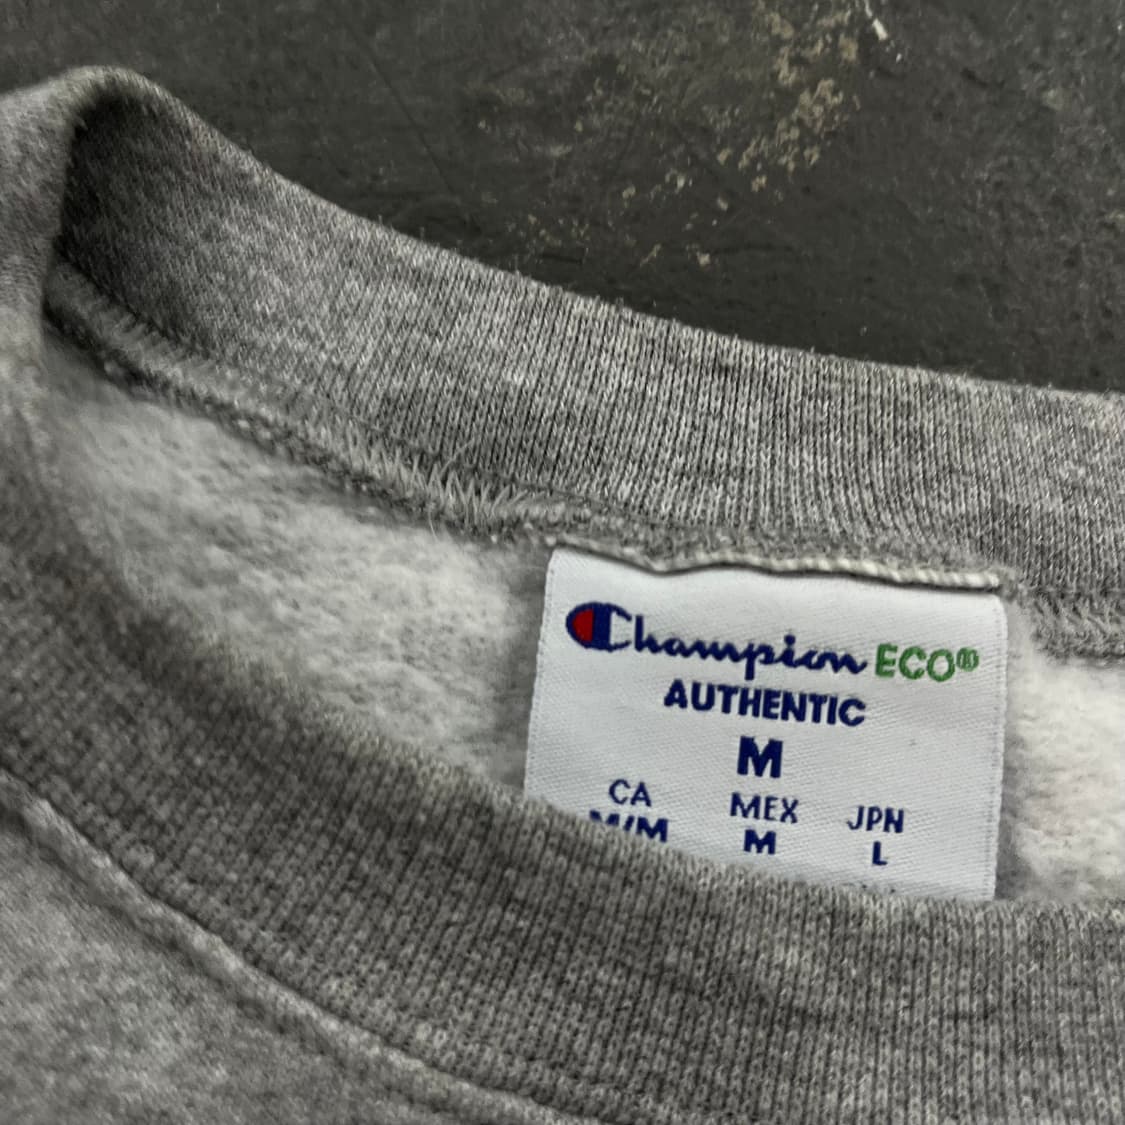 Champion ECO®
AUTHENTIC
M
CA MEX JPN
M/M M L